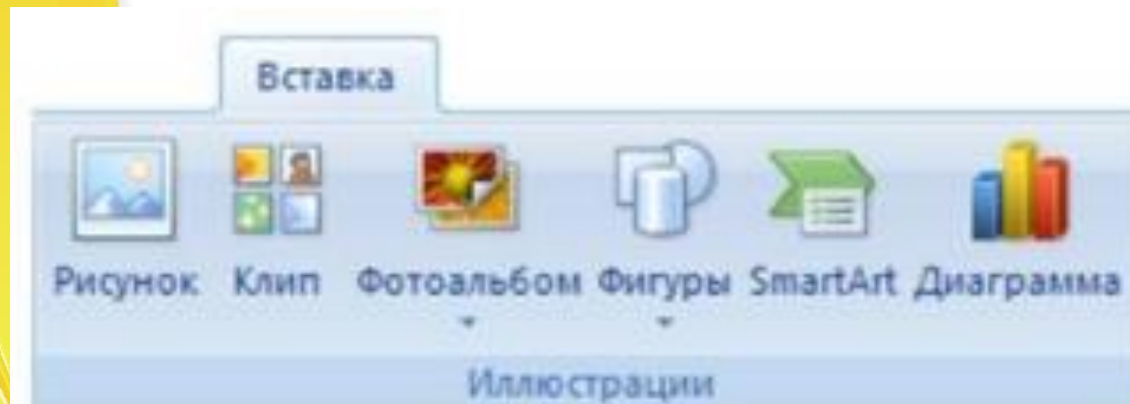 Вставка
Рисунок Клип Фотоальбом Фигуры SmartArt Диаграмма
Иллюстрации